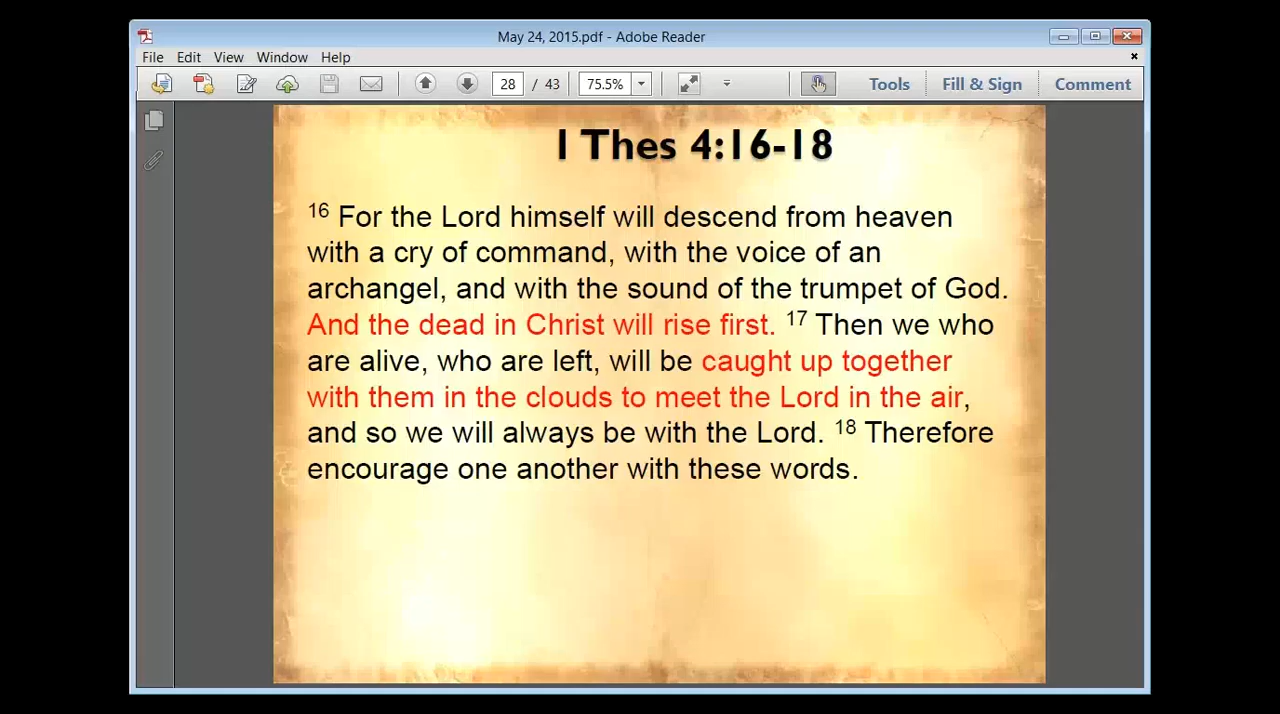 May 24, 2015.pdf - Adobe Reader
File Edit View Window Help
28 / 43 75.5% Tools Fill & Sign Comment
I Thes 4:16-18
16 For the Lord himself will descend from heaven
with a cry of command, with the voice of an
archangel, and with the sound of the trumpet of God.
And the dead in Christ will rise first. 17 Then we who
are alive, who are left, will be caught up together
with them in the clouds to meet the Lord in the air,
and so we will always be with the Lord. 18 Therefore
encourage one another with these words.